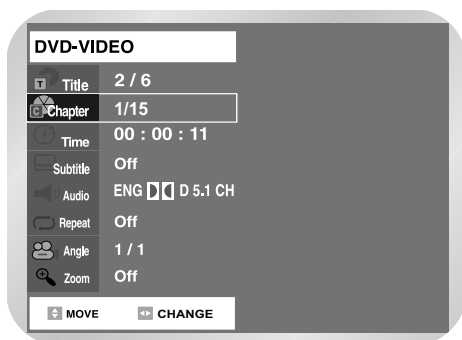 DVD-VIDEO
T Title 2 / 6
C Chapter 1/15
Time 00 : 00 : 11
Subtitle Off
Audio ENG D 5.1 CH
Repeat Off
Angle 1 / 1
Zoom Off
MOVE CHANGE